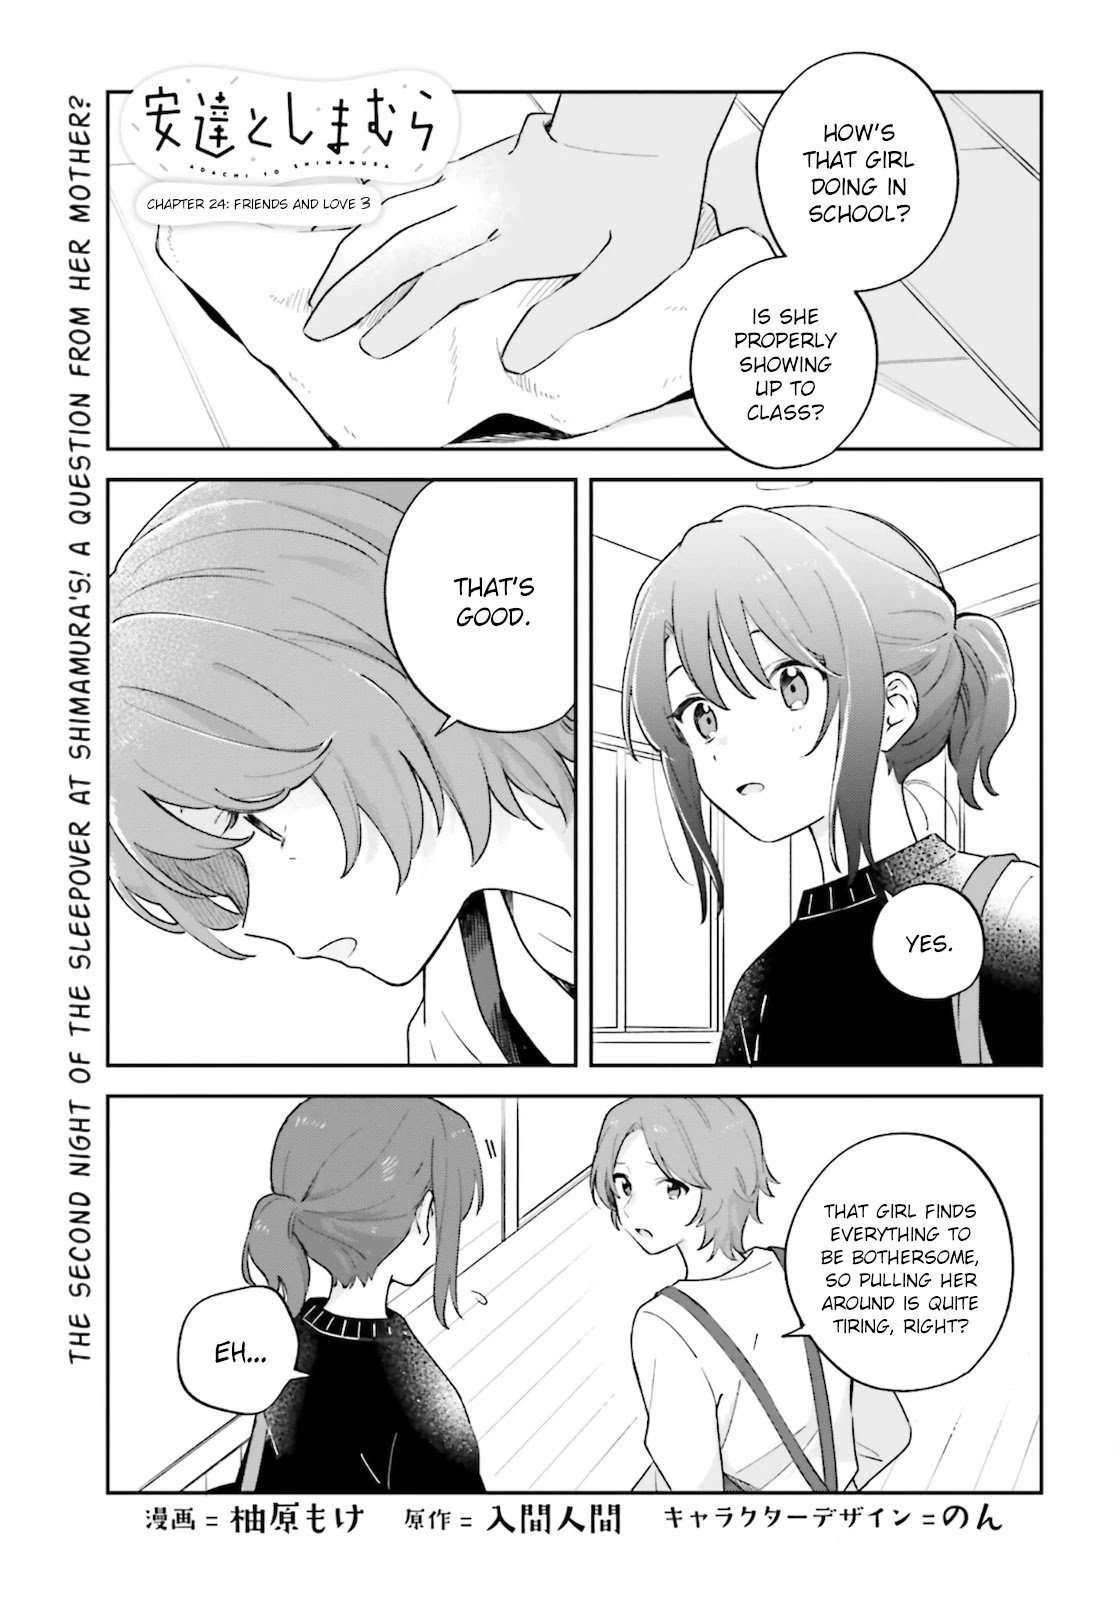 安達としまむら
ADACHI TO SHIMAMURA
CHAPTER 24: FRIENDS AND LOVE 3
THE SECOND NIGHT OF THE SLEEPOVER AT SHIMAMURA'S! A QUESTION FROM HER MOTHER?
HOW'S
THAT GIRL
DOING IN
SCHOOL?
IS SHE
PROPERLY
SHOWING
UP TO
CLASS?
YES.
THAT'S
GOOD.
THAT GIRL FINDS
EVERYTHING TO
BE BOTHERSOME,
SO PULLING HER
AROUND IS QUITE
TIRING, RIGHT?
EH...
漫画 = 柚原もけ 原作 = 入間人間 キャラクターデザイン = のん